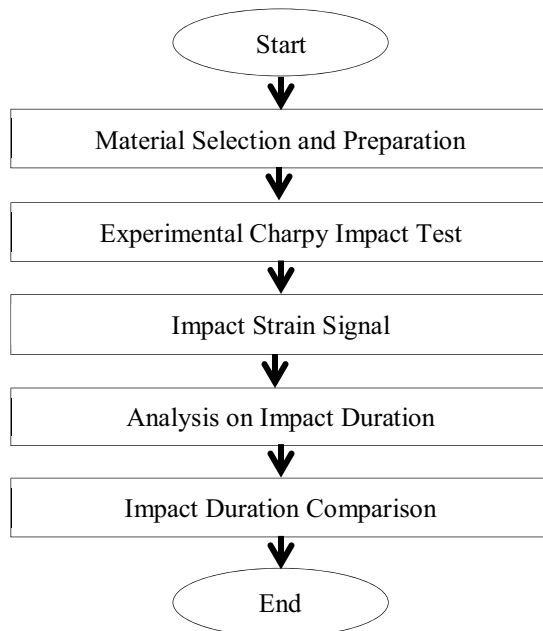 Start
Material Selection and Preparation
Experimental Charpy Impact Test
Impact Strain Signal
Analysis on Impact Duration
Impact Duration Comparison
End